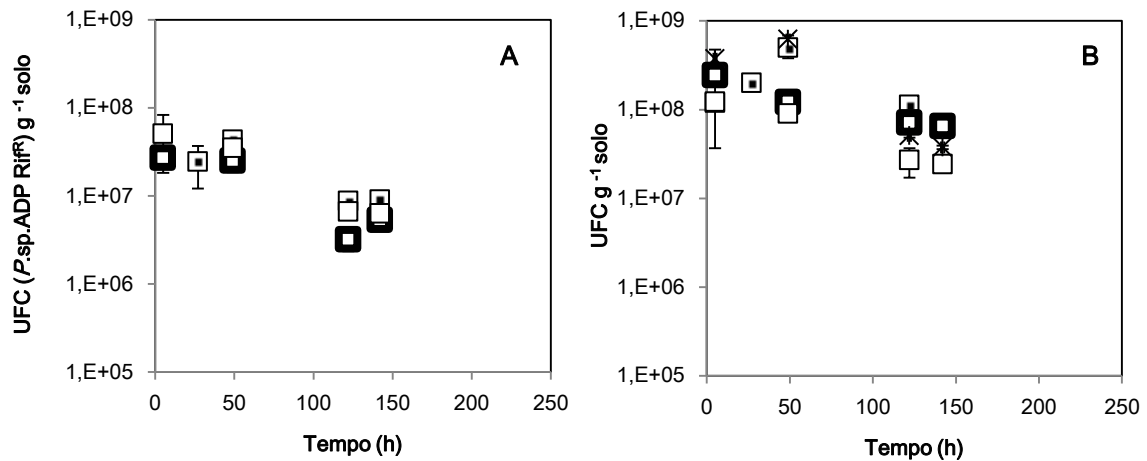 A
UFC (P.sp.ADP Rifᴿ) g ⁻¹ solo
1,E+09
1,E+08
1,E+07
1,E+06
1,E+05
0 50 100 150 200 250
Tempo (h)
B
UFC g ⁻¹ solo
1,E+09
1,E+08
1,E+07
1,E+06
1,E+05
0 50 100 150 200 250
Tempo (h)